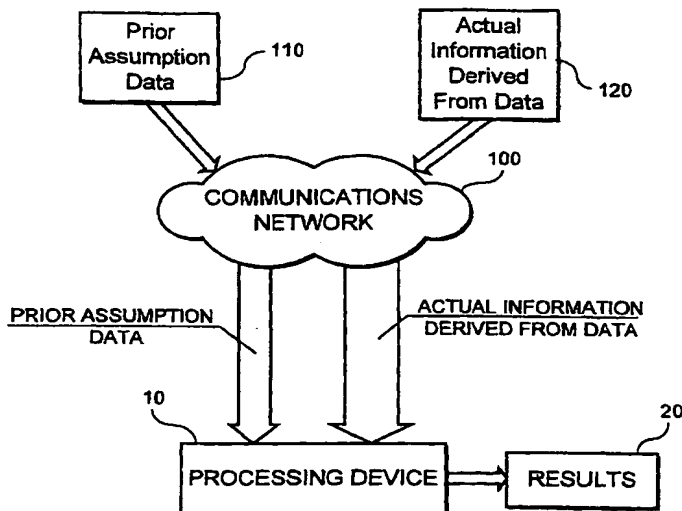 Prior
Assumption
Data
110
Actual
Information
Derived
From Data
120
100
COMMUNICATIONS
NETWORK
PRIOR ASSUMPTION
DATA
ACTUAL INFORMATION
DERIVED FROM DATA
10
PROCESSING DEVICE
20
RESULTS